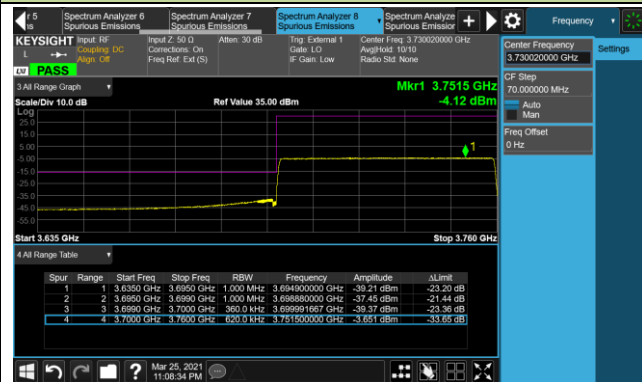 r 5
Spectrum Analyzer 6
Spectrum Analyzer 7
Spectrum Analyzer 8
Spectrum Analyze
Spurious Emissions
Spurious Emissions
Spurious Emissions
Spurious Emission
Frequency
KEYSIGHT
Input: RF
Input Z: 50 Ω
Atten: 30 dB
Trig: External 1
Center Freq: 3.730020000 GHz
L
Coupling: DC
Corrections: On
Gate: LO
Avg|Hold: 10/10
Align: Off
Freq Ref: Ext (S)
IF Gain: Low
Radio Std: None
LXI PASS
Center Frequency
3.730020000 GHz
Settings
CF Step
70.000000 MHz
Auto
Man
Freq Offset
0 Hz
3 All Range Graph
Mkr1 3.7515 GHz
Scale/Div 10.0 dB
Ref Value 35.00 dBm
-4.12 dBm
Log
25.0
15.0
5.00
-5.00
-15.0
-25.0
-35.0
-45.0
-55.0
1
Start 3.635 GHz
Stop 3.760 GHz
4 All Range Table
Spur Range Start Freq Stop Freq RBW Frequency Amplitude ΔLimit
1 1 3.6350 GHz 3.6950 GHz 1.000 MHz 3.694900000 GHz -39.21 dBm -23.20 dB
2 2 3.6950 GHz 3.6990 GHz 1.000 MHz 3.698880000 GHz -37.45 dBm -21.44 dB
3 3 3.6990 GHz 3.7000 GHz 360.0 kHz 3.699991667 GHz -39.37 dBm -23.36 dB
4 4 3.7000 GHz 3.7600 GHz 620.0 kHz 3.751500000 GHz -3.651 dBm -33.65 dB
Mar 25, 2021
11:08:34 PM